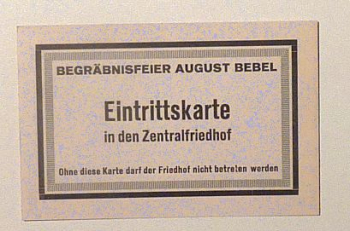 BEGRÄBNISFEIER AUGUST BEBEL
Eintrittskarte
in den Zentralfriedhof
Ohne diese Karte darf der Friedhof nicht betreten werden